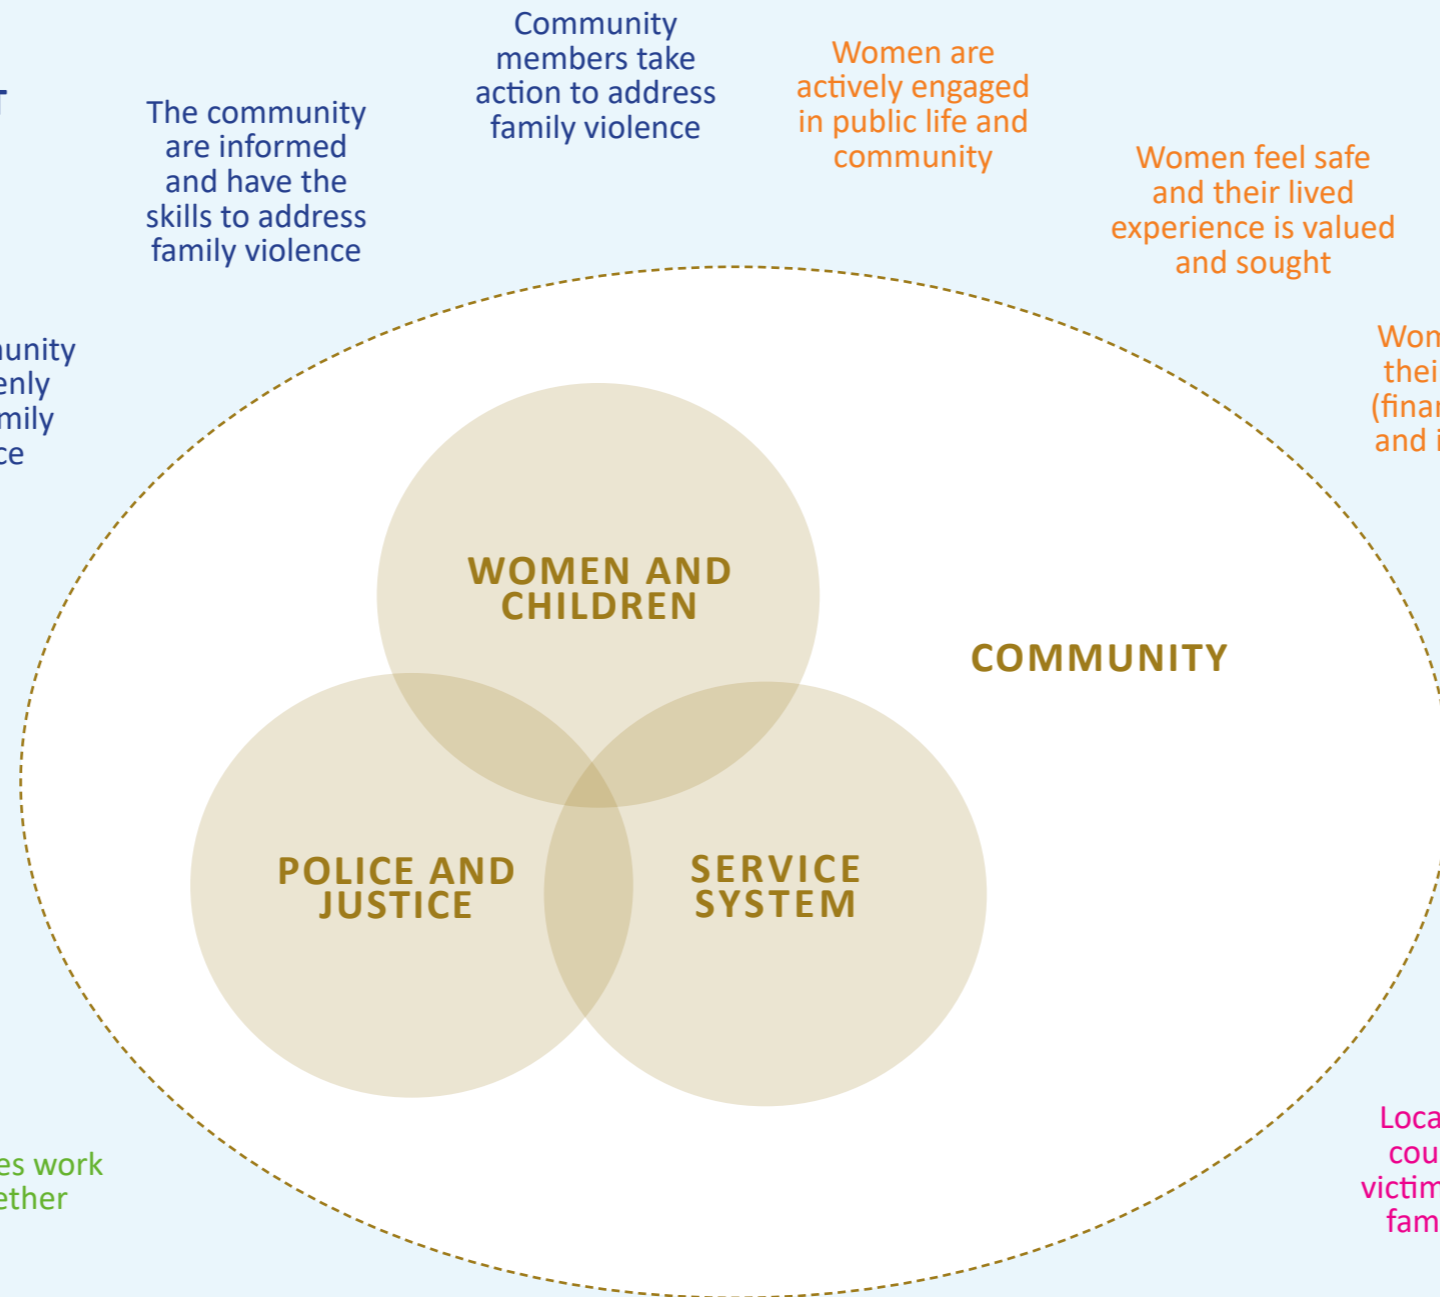 Community
members take
action to address
family violence
Women are
actively engaged
in public life and
community
The community
are informed
and have the
skills to address
family violence
Women feel safe
and their lived
experience is valued
and sought
WOMEN AND
CHILDREN
COMMUNITY
POLICE AND
JUSTICE
SERVICE
SYSTEM
work